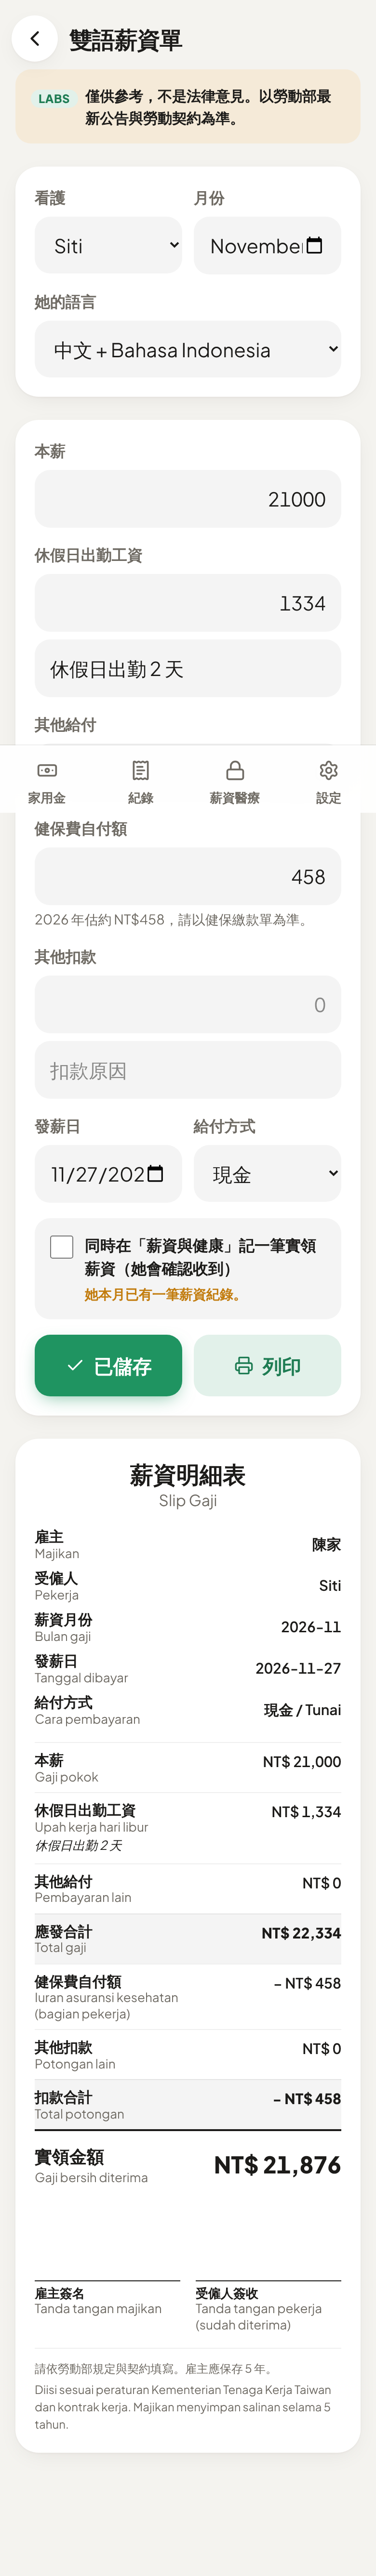 雙語薪資單
LABS
僅供參考，不是法律意見。以勞動部最
新公告與勞動契約為準。
看護
月份
Siti
November
她的語言
中文 + Bahasa Indonesia
本薪
21000
休假日出勤工資
1334
休假日出勤 2 天
其他給付
家用金
紀錄
薪資醫療
設定
健保費自付額
458
2026 年估約 NT$458，請以健保繳款單為準。
其他扣款
0
扣款原因
發薪日
給付方式
11/27/202
現金
同時在「薪資與健康」記一筆實領
薪資（她會確認收到）
她本月已有一筆薪資紀錄。
已儲存
列印
薪資明細表
Slip Gaji
雇主
Majikan
陳家
受僱人
Pekerja
Siti
薪資月份
Bulan gaji
2026-11
發薪日
Tanggal dibayar
2026-11-27
給付方式
Cara pembayaran
現金 / Tunai
本薪
Gaji pokok
NT$ 21,000
休假日出勤工資
Upah kerja hari libur
休假日出勤 2 天
NT$ 1,334
其他給付
Pembayaran lain
NT$ 0
應發合計
Total gaji
NT$ 22,334
健保費自付額
Iuran asuransi kesehatan
(bagian pekerja)
– NT$ 458
其他扣款
Potongan lain
NT$ 0
扣款合計
Total potongan
– NT$ 458
實領金額
Gaji bersih diterima
NT$ 21,876
雇主簽名
Tanda tangan majikan
受僱人簽收
Tanda tangan pekerja
(sudah diterima)
請依勞動部規定與契約填寫。雇主應保存 5 年。
Diisi sesuai peraturan Kementerian Tenaga Kerja Taiwan
dan kontrak kerja. Majikan menyimpan salinan selama 5
tahun.